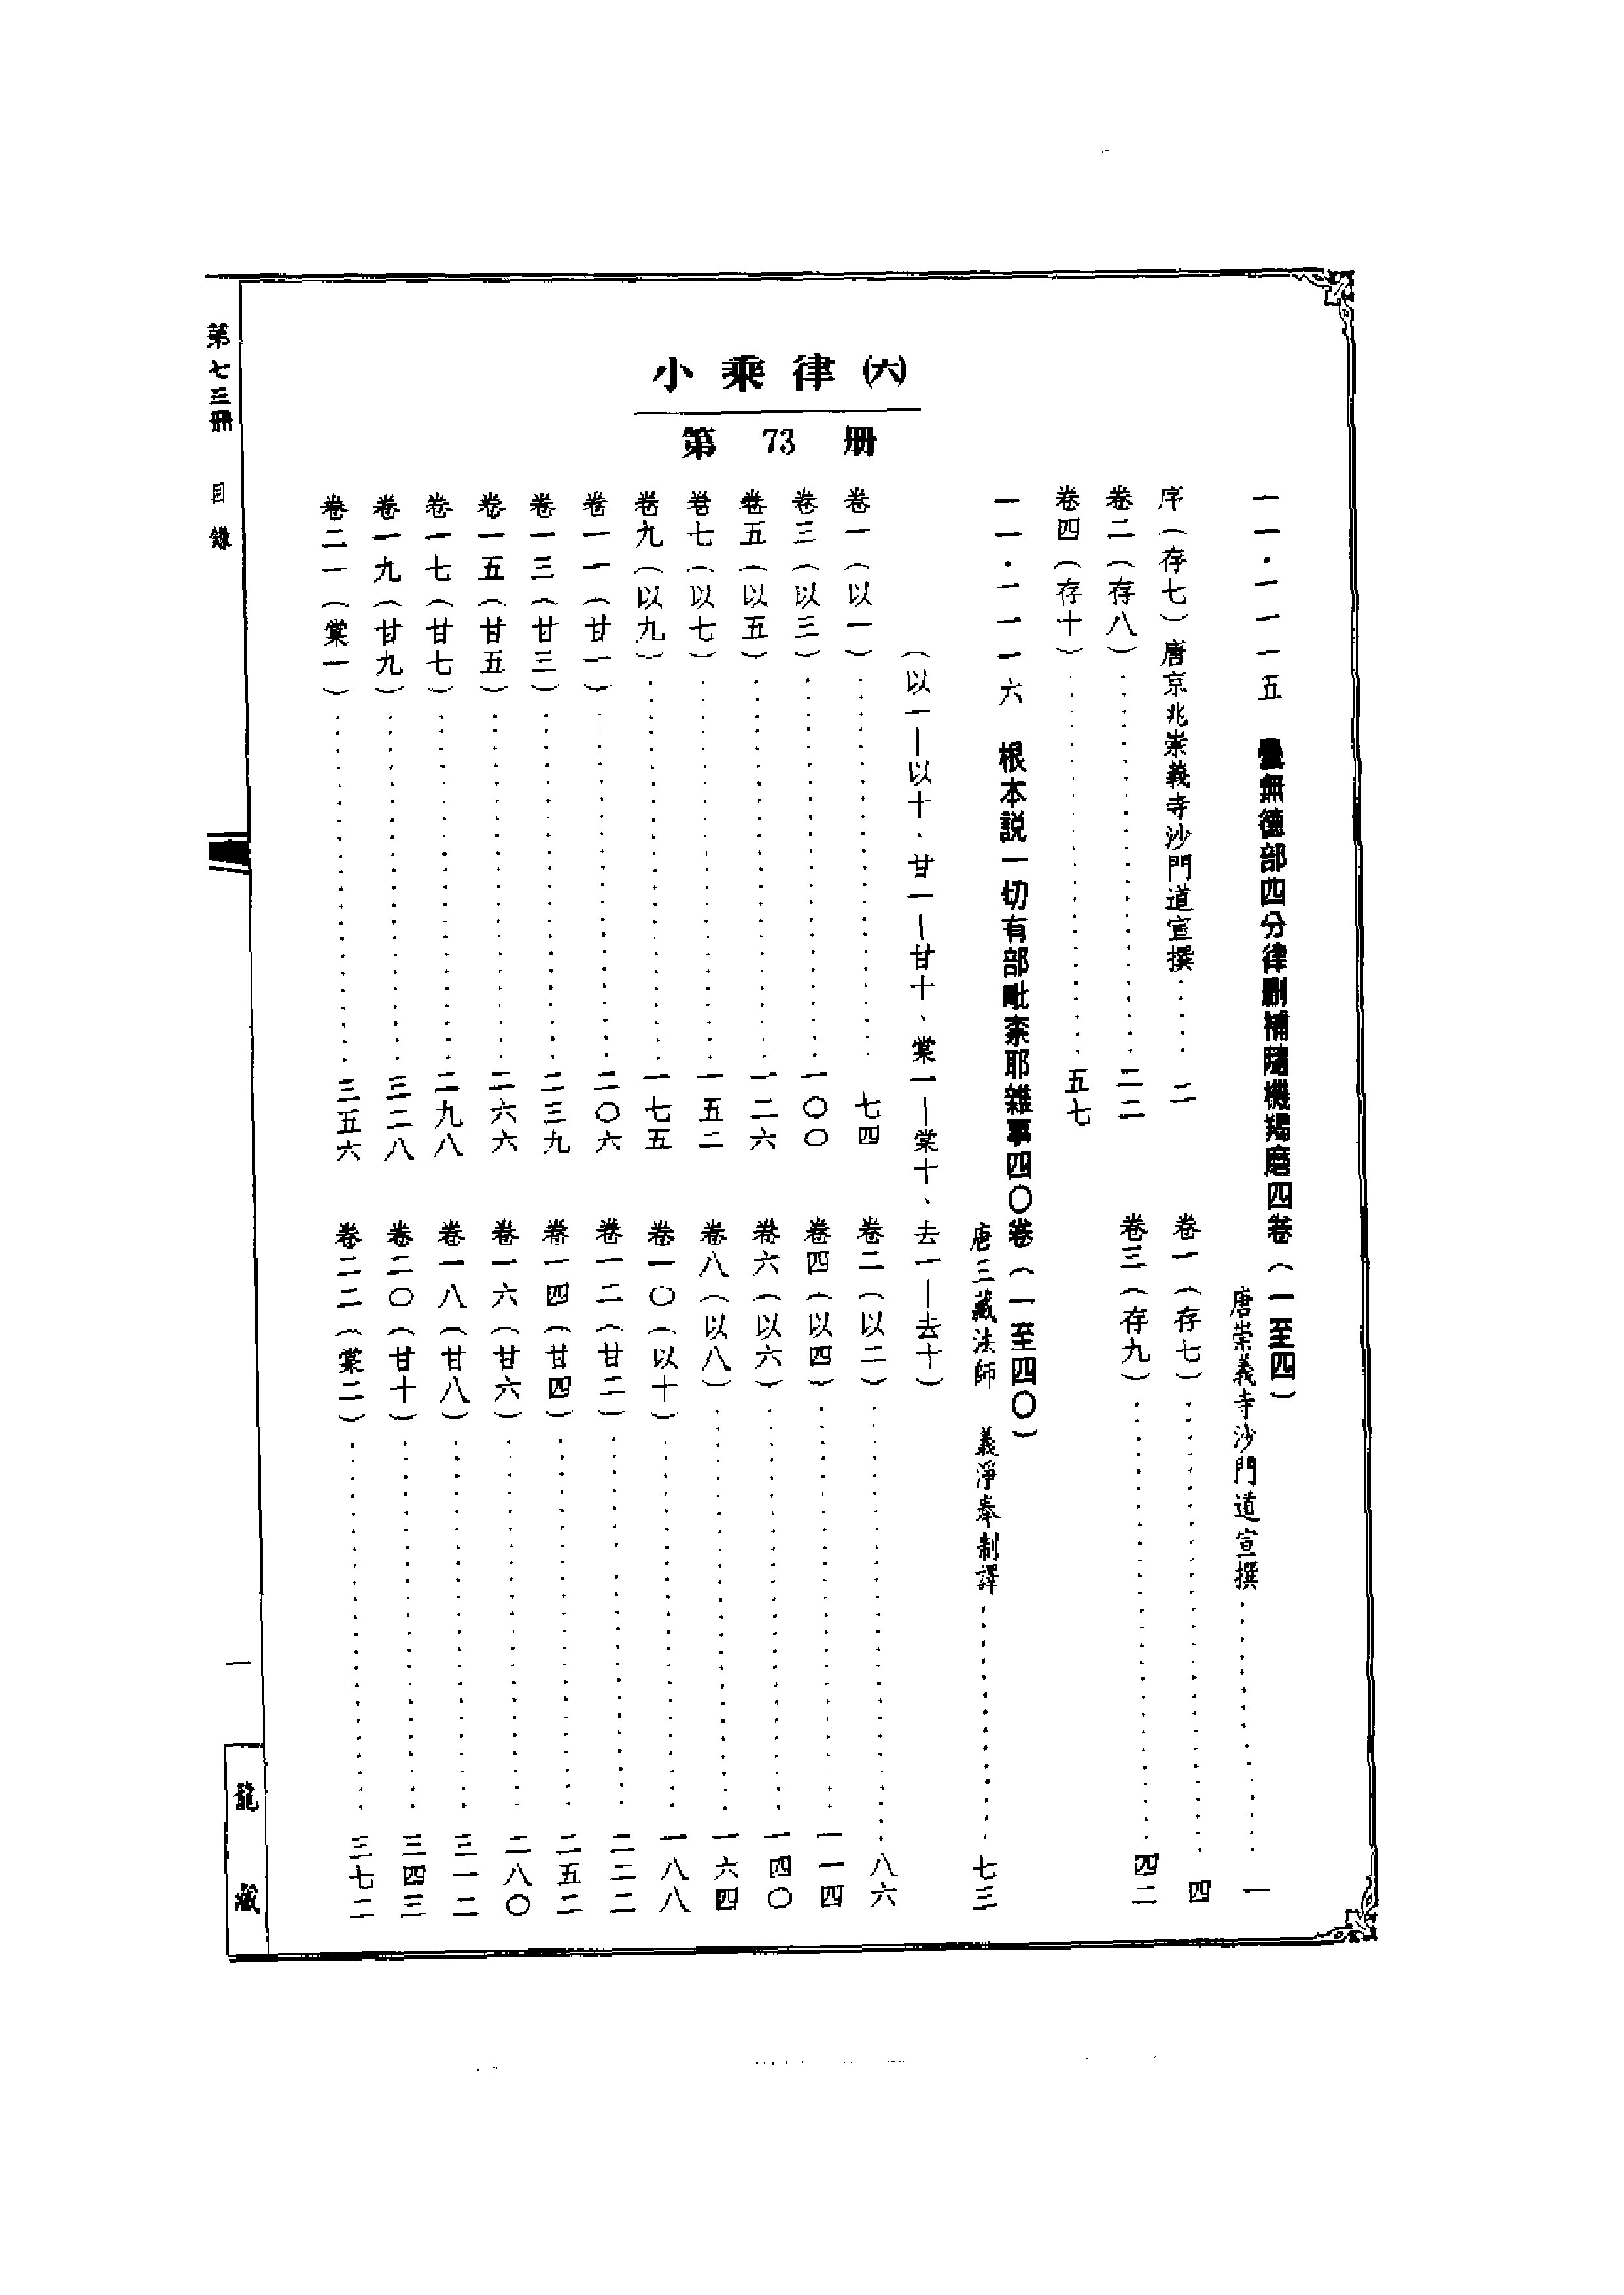 小乘律㈥
第 73 册
一一·一一一五 曇無德部四分律刪補隨機羯磨四卷（一至四）
唐崇義寺沙門道宣撰…………一
序（存七）唐京兆崇義寺沙門道宣撰……二
卷一（存七）…………四
卷二（存八）…………二二
卷三（存九）…………四二
卷四（存十）…………五七
一一·一一一六 根本説一切有部毗柰耶雜事四〇卷（一至四〇）
唐三藏法師 義淨奉制譯…………七三
（以一—以十、甘一—甘十、棠一—棠十、去一—去十）
卷一（以一）…………七四
卷二（以二）…………八六
卷三（以三）…………一〇〇
卷四（以四）…………一一四
卷五（以五）…………一二六
卷六（以六）…………一四〇
卷七（以七）…………一五二
卷八（以八）…………一六四
卷九（以九）…………一七五
卷一〇（以十）…………一八八
卷一一（甘一）…………二〇六
卷一二（甘二）…………二二二
卷一三（甘三）…………二三九
卷一四（甘四）…………二五二
卷一五（甘五）…………二六六
卷一六（甘六）…………二八〇
卷一七（甘七）…………二九八
卷一八（甘八）…………三一二
卷一九（甘九）…………三二八
卷二〇（甘十）…………三四三
卷二一（棠一）…………三五六
卷二二（棠二）…………三七二
第七三冊 目錄
一
龍藏